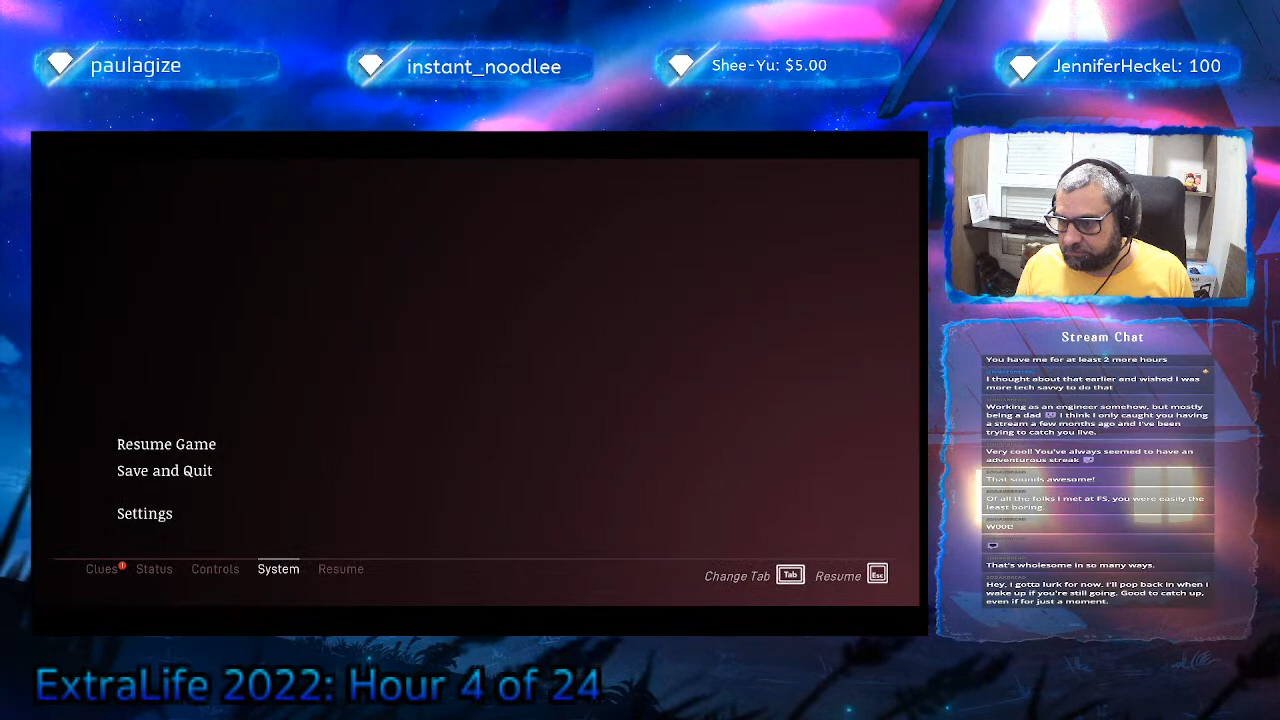 paulagize
instant_noodlee
Shee-Yu: $5.00
JenniferHeckel: 100
Resume Game
Save and Quit
Settings
Clues Status Controls System Resume
Change Tab Tab Resume Esc
Stream Chat
You have me for at least 2 more hours
I thought about that earlier and wished I was
more tech savvy to do that
Working as an engineer somehow, but mostly
being a dad I think I only caught you having
a stream a few months ago and I've been
trying to catch you live.
Very cool! You've always seemed to have an
adventurous streak
That sounds awesome!
Of all the folks I met at FS, you were easily the
least boring
Woot!
That's wholesome in so many ways.
Hey, I gotta lurk for now. I'll pop back in when I
wake up if you're still going. Good to catch up,
even if for just a moment.
ExtraLife 2022: Hour 4 of 24